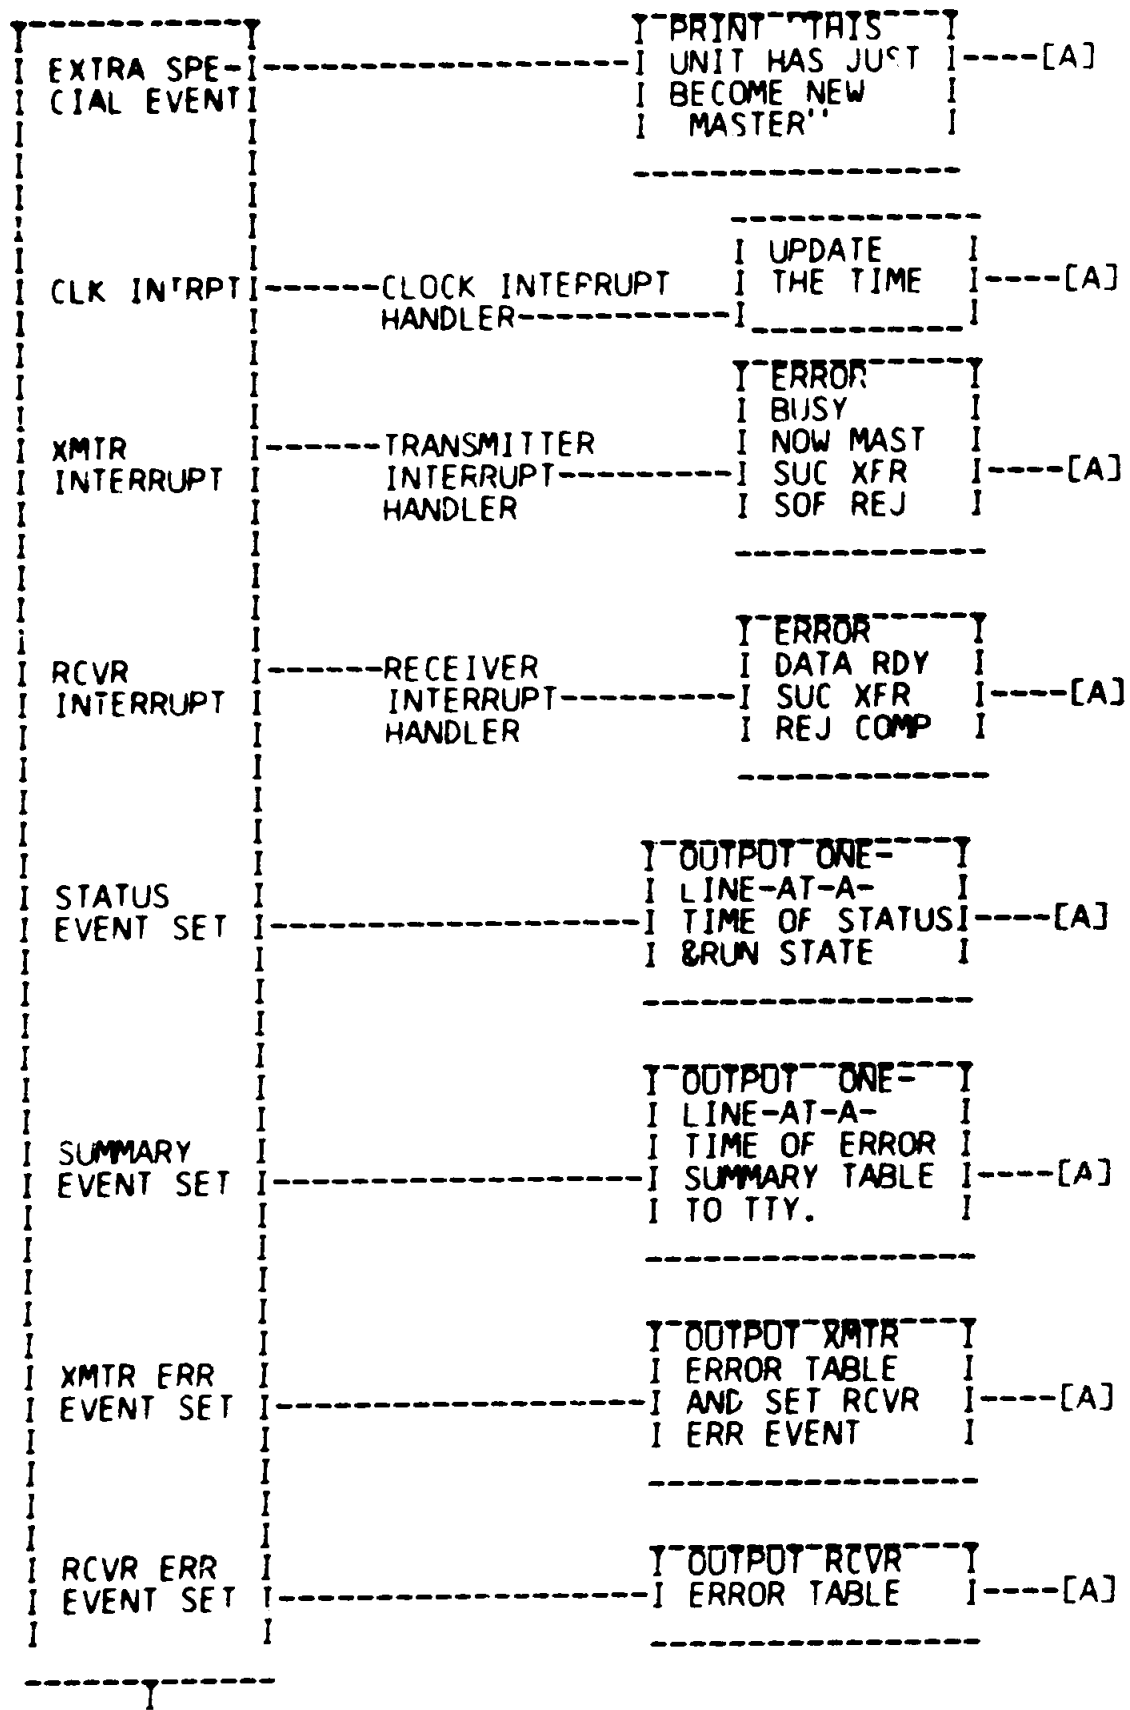 PRINT "THIS
EXTRA SPE- UNIT HAS JUST [A]
CIAL EVENT BECOME NEW
MASTER"
UPDATE
CLK INTRPT CLOCK INTERRUPT THE TIME [A]
HANDLER
ERROR
BUSY
XMTR TRANSMITTER NOW MAST
INTERRUPT INTERRUPT SUC XFR [A]
HANDLER SOF REJ
ERROR
RCVR RECEIVER DATA RDY
INTERRUPT INTERRUPT SUC XFR [A]
HANDLER REJ COMP
OUTPUT ONE-
STATUS LINE-AT-A-
EVENT SET TIME OF STATUS [A]
&RUN STATE
OUTPUT ONE-
LINE-AT-A-
SUMMARY TIME OF ERROR
EVENT SET SUMMARY TABLE [A]
TO TTY.
OUTPUT XMTR
XMTR ERR ERROR TABLE
EVENT SET AND SET RCVR [A]
ERR EVENT
RCVR ERR OUTPUT RCVR
EVENT SET ERROR TABLE [A]